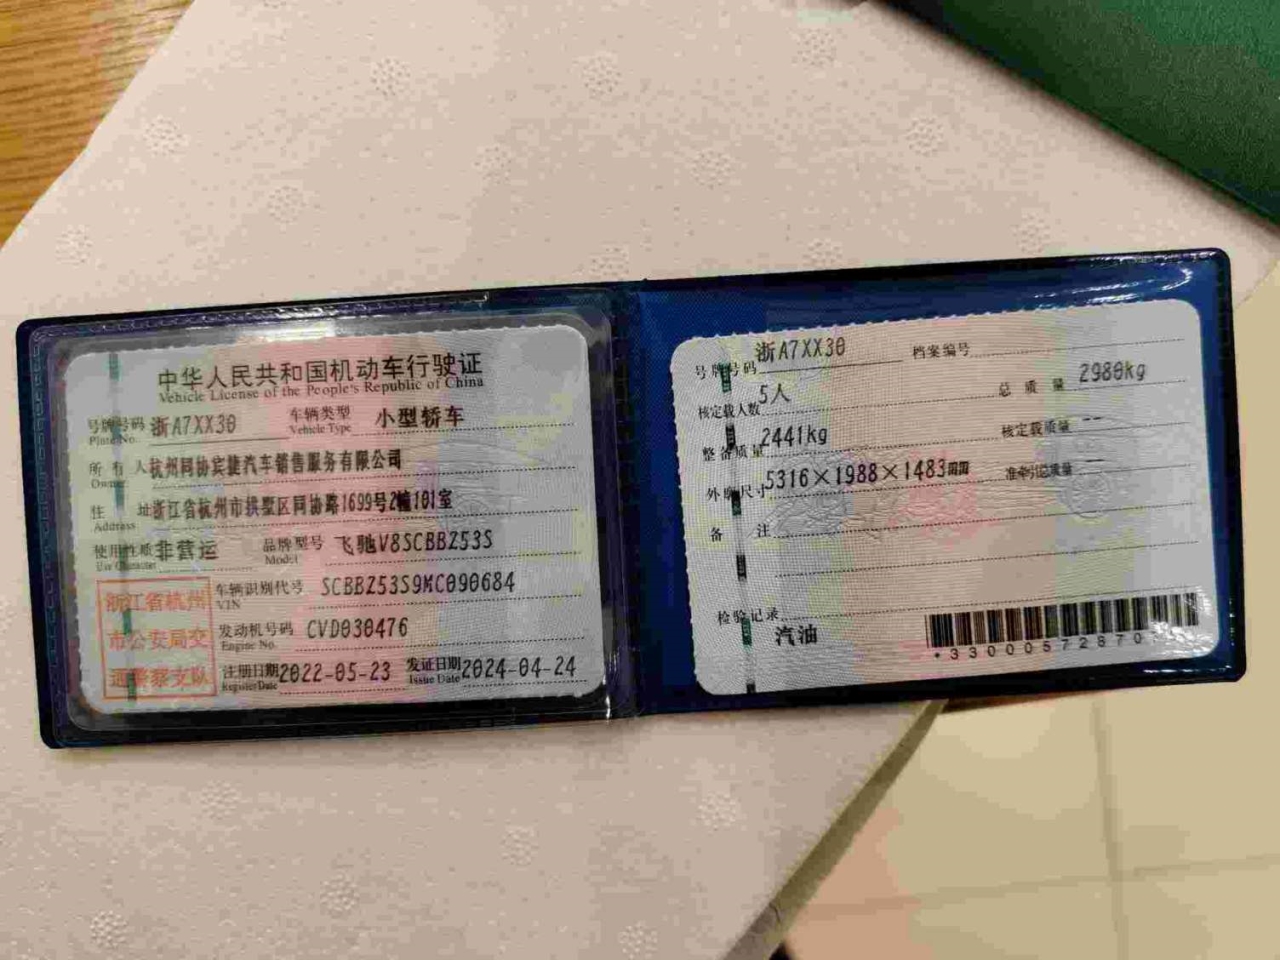 中华人民共和国机动车行驶证
Vehicle License of the People's Republic of China
号牌号码 浙A7XX30 车辆类型 小型轿车
Plate No. Vehicle Type
所有人 杭州同协宾捷汽车销售服务有限公司
Owner
住址 浙江省杭州市拱墅区同协路1699号2幢101室
Address
使用性质 非营运 品牌型号 飞驰V8SCBBZ53S
Use Character Model
浙江省杭州
市公安局交
通警察支队
车辆识别代号 SCBBZ53S9MC090684
VIN
发动机号码 CVD030476
Engine No.
注册日期 2022-05-23 发证日期 2024-04-24
Register Date Issue Date
号牌号码 浙A7XX30 档案编号
核定载人数 5人 总质量 2980kg
整备质量 2441kg 核定载质量 --
外廓尺寸 5316×1988×1483 准牵引总质量 --
备注
检验记录
汽油